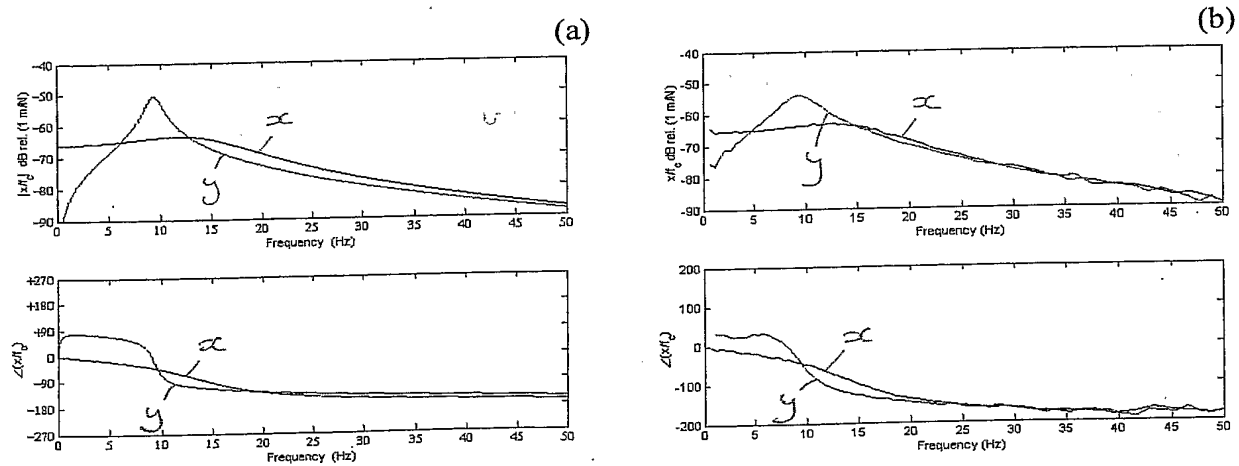 (a)
-40
-50
-60
-70
-80
-90
|x/f_c| dB rel. (1 m/N)
x
y
0 5 10 15 20 25 30 35 40 45 50
Frequency (Hz)
+270
+180
+90
0
-90
-180
-270
∠(x/f_c)
x
y
0 5 10 15 20 25 30 35 40 45 50
Frequency (Hz)
(b)
-40
-50
-60
-70
-80
-90
x/f_c dB rel. (1 m/N)
x
y
0 5 10 15 20 25 30 35 40 45 50
Frequency (Hz)
200
100
0
-100
-200
∠(x/f_c)
x
y
0 5 10 15 20 25 30 35 40 45 50
Frequency (Hz)